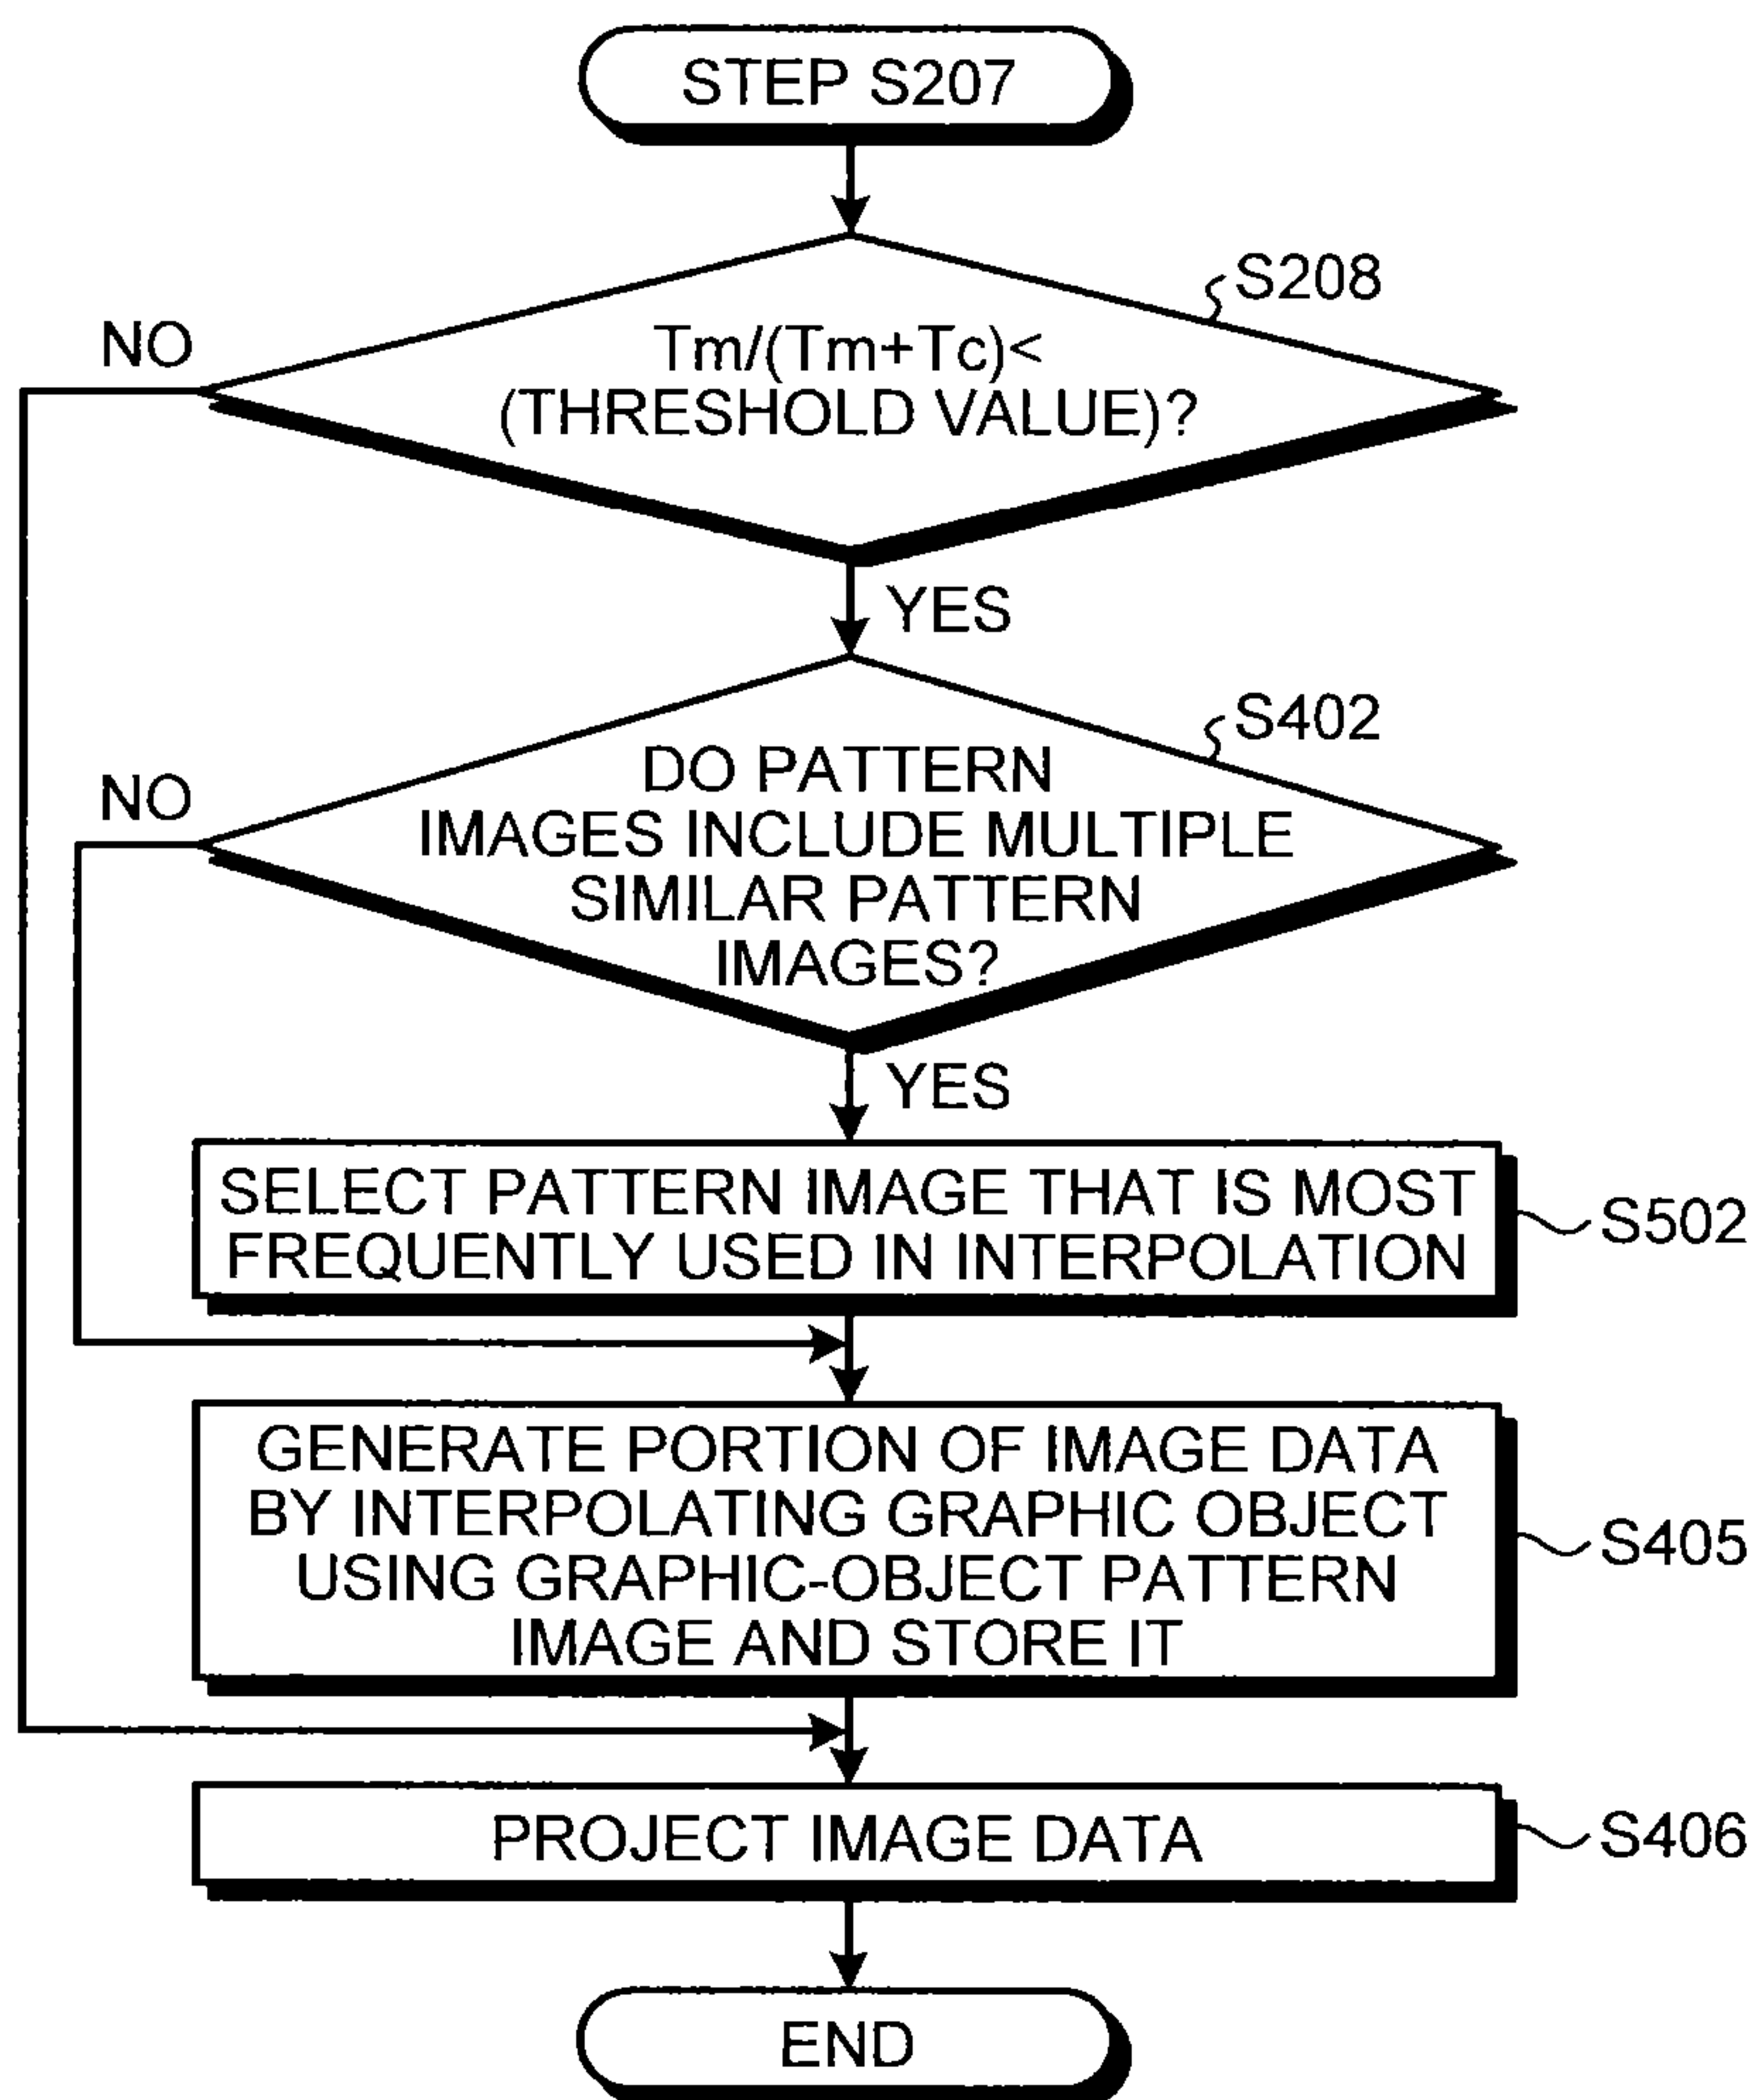 STEP S207
S208
NO
Tm/(Tm+Tc)<
(THRESHOLD VALUE)?
YES
S402
NO
DO PATTERN
IMAGES INCLUDE MULTIPLE
SIMILAR PATTERN
IMAGES?
YES
SELECT PATTERN IMAGE THAT IS MOST
FREQUENTLY USED IN INTERPOLATION
S502
GENERATE PORTION OF IMAGE DATA
BY INTERPOLATING GRAPHIC OBJECT
USING GRAPHIC-OBJECT PATTERN
IMAGE AND STORE IT
S405
PROJECT IMAGE DATA
S406
END